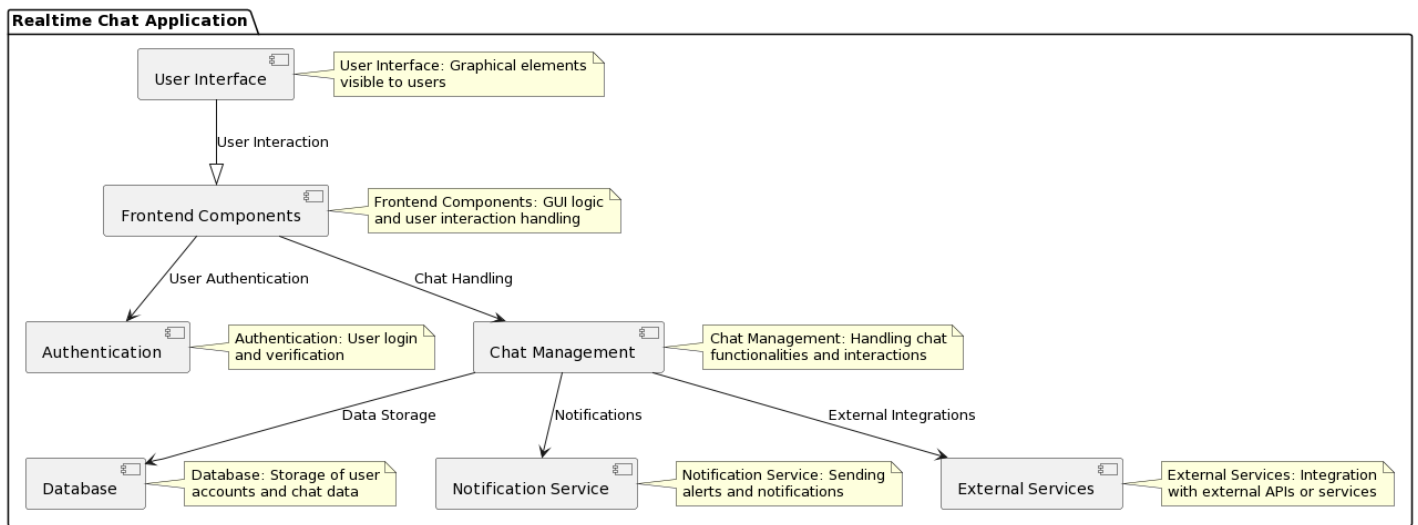 Realtime Chat Application
User Interface
User Interface: Graphical elements
visible to users
User Interaction
Frontend Components
Frontend Components: GUI logic
and user interaction handling
User Authentication
Chat Handling
Authentication
Authentication: User login
and verification
Chat Management
Chat Management: Handling chat
functionalities and interactions
Data Storage
Notifications
External Integrations
Database
Database: Storage of user
accounts and chat data
Notification Service
Notification Service: Sending
alerts and notifications
External Services
External Services: Integration
with external APIs or services